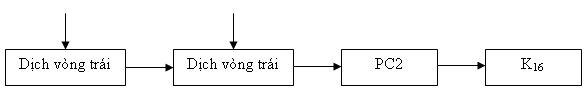 Dịch vòng trái
Dịch vòng trái
PC2
K₁₆